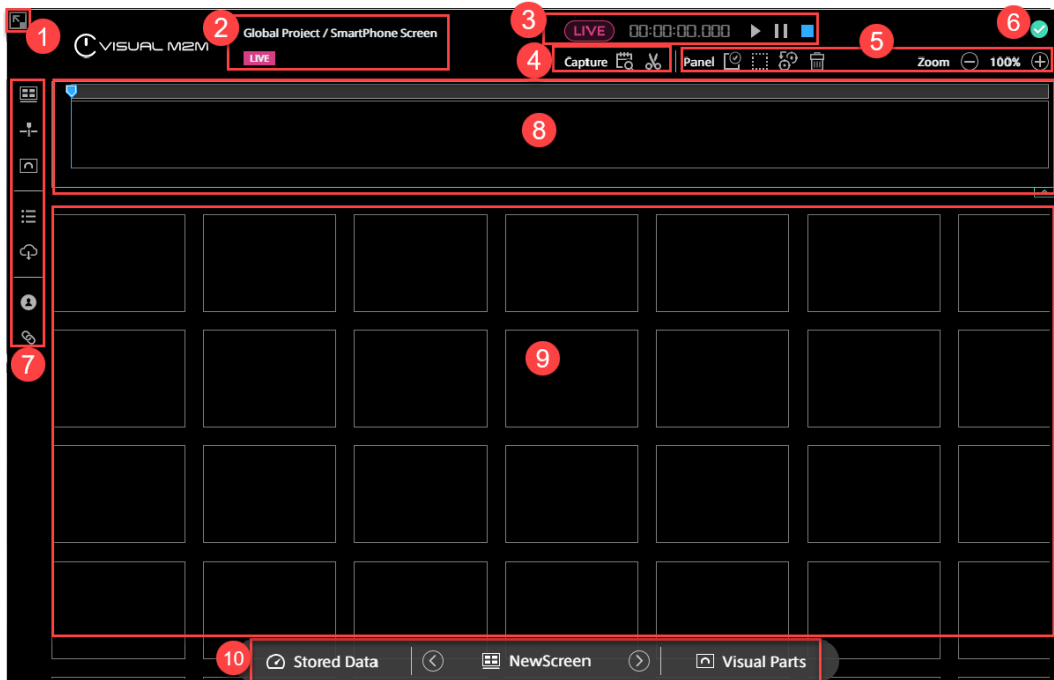 1
2
3
4
5
6
7
8
9
10
VISUAL M2M
Global Project / SmartPhone Screen
LIVE
LIVE 00:00:00.000
Capture
Panel
Zoom 100%
Stored Data
NewScreen
Visual Parts